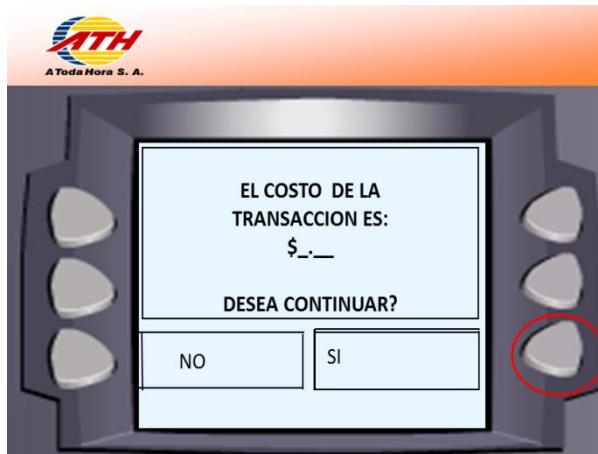 ATH
A Toda Hora S. A.
EL COSTO DE LA
TRANSACCION ES:
$_.__
DESEA CONTINUAR?
NO
SI